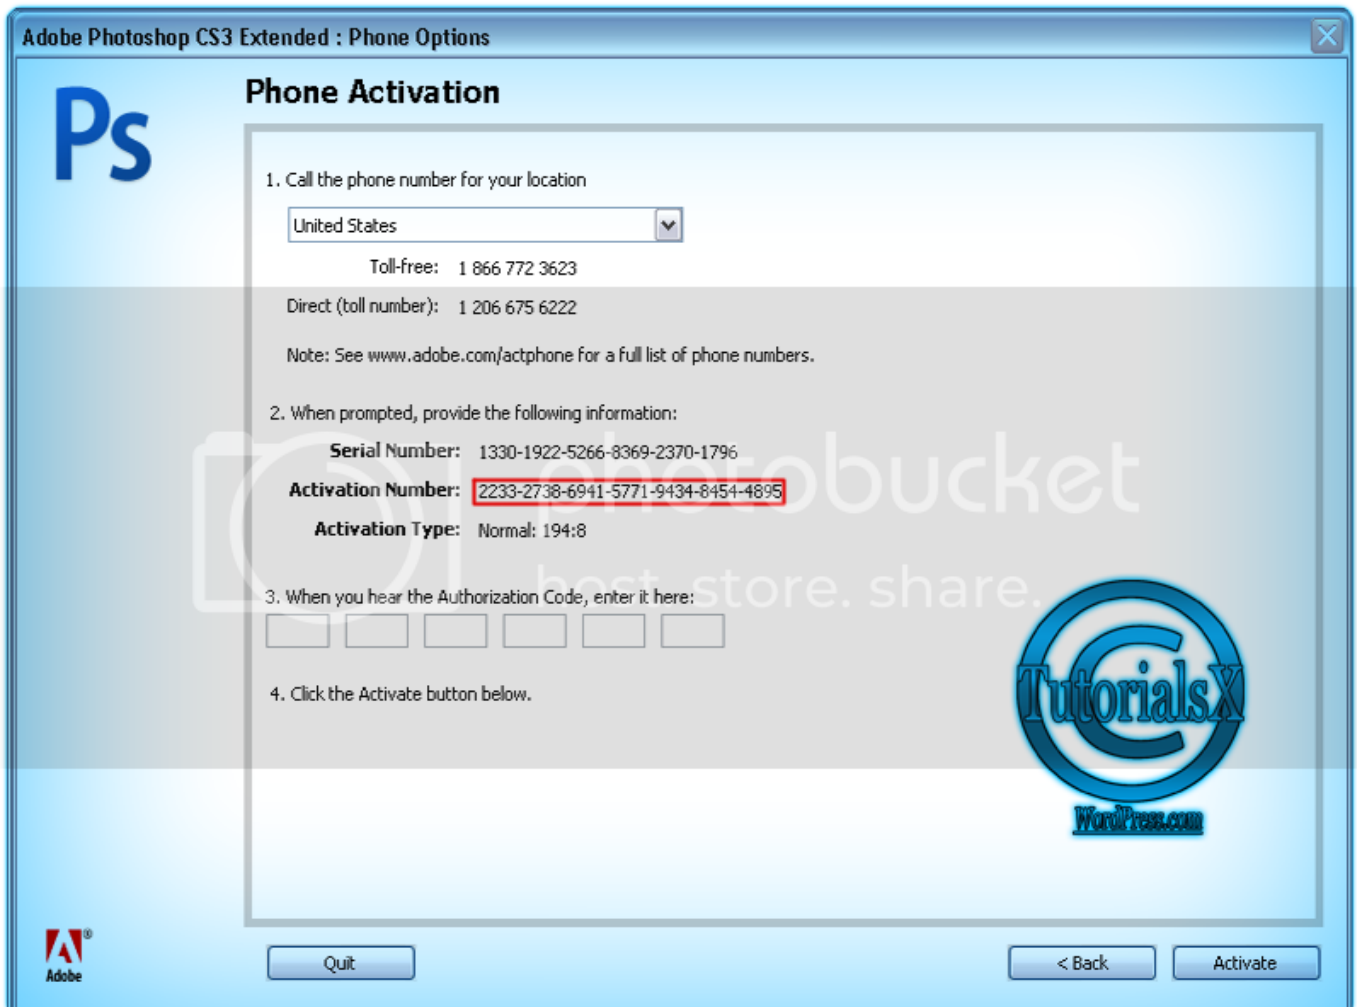 Adobe Photoshop CS3 Extended : Phone Options
Ps
Phone Activation
1. Call the phone number for your location
United States
Toll-free: 1 866 772 3623
Direct (toll number): 1 206 675 6222
Note: See www.adobe.com/actphone for a full list of phone numbers.
2. When prompted, provide the following information:
Serial Number: 1330-1922-5266-8369-2370-1796
Activation Number: 2233-2738-6941-5771-9434-8454-4895
Activation Type: Normal: 194:8
photobucket
host. store. share.
3. When you hear the Authorization Code, enter it here:
4. Click the Activate button below.
TutorialsX
WordPress.com
Adobe
Quit
< Back
Activate